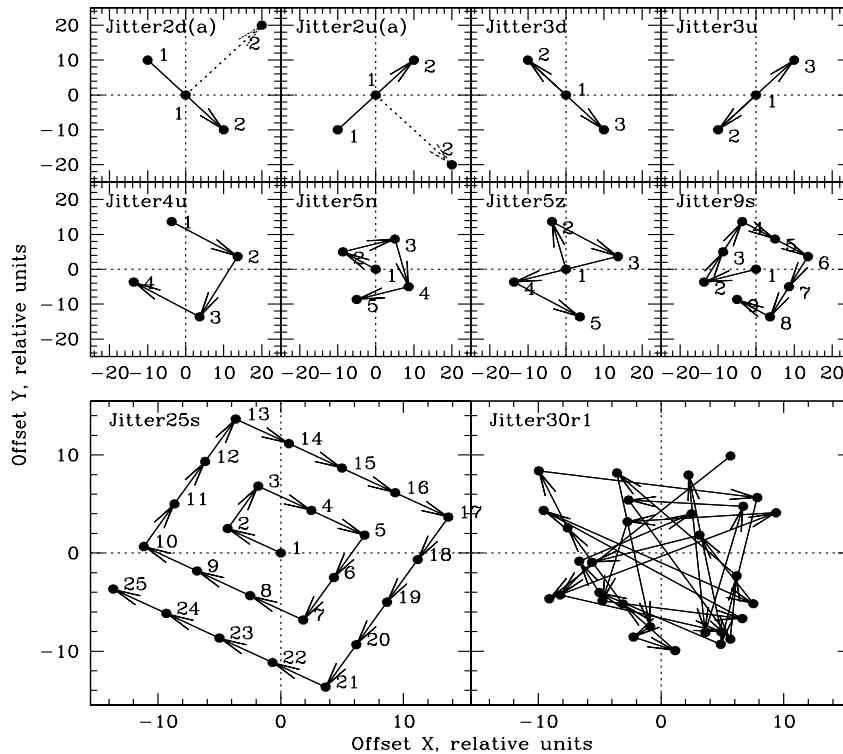 Jitter2d(a) Jitter2u(a) Jitter3d Jitter3u
20
10
0
−10
−20
1 2 1 2
1 2 1 2
1 2 3
1 2 3
Jitter4u Jitter5n Jitter5z Jitter9s
20
10
0
−10
−20
1 2 3 4
1 2 3 4 5
1 2 3 4 5
1 2 3 4 5 6 7 8 9
−20 −10 0 10 20 −20 −10 0 10 20 −20 −10 0 10 20 −20 −10 0 10 20
Offset Y, relative units
Jitter25s Jitter30r1
10
0
−10
1 2 3 4 5 6 7 8 9 10 11 12 13 14 15 16 17 18 19 20 21 22 23 24 25
−10 0 10 −10 0 10
Offset X, relative units